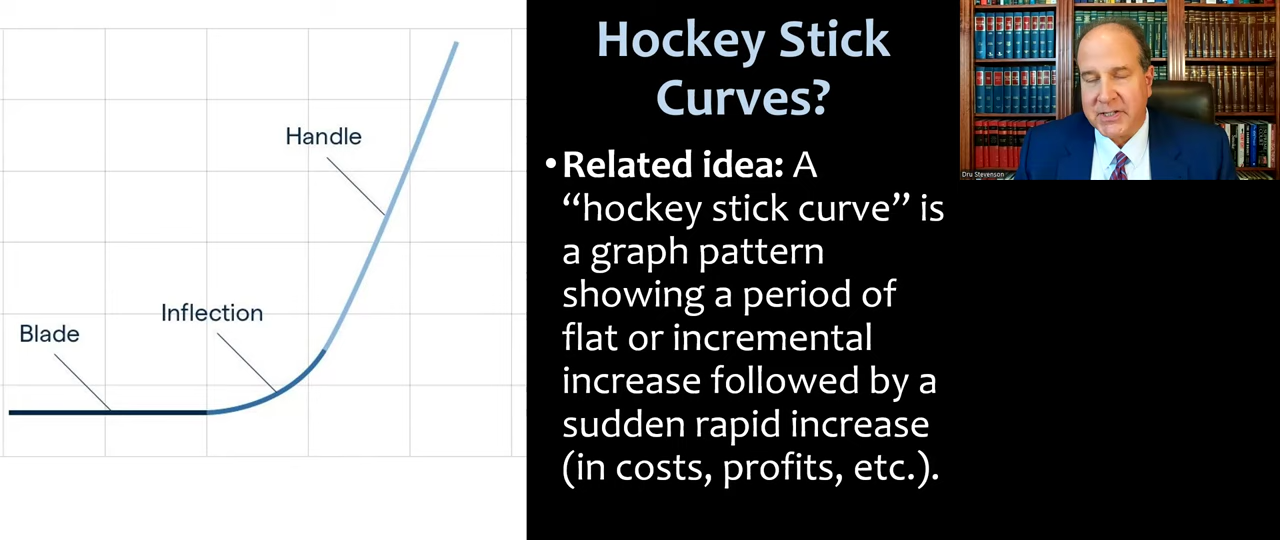 Hockey Stick
Curves?
Handle
Inflection
Blade
•Related idea: A
“hockey stick curve” is
a graph pattern
showing a period of
flat or incremental
increase followed by a
sudden rapid increase
(in costs, profits, etc.).
Dru Stevenson